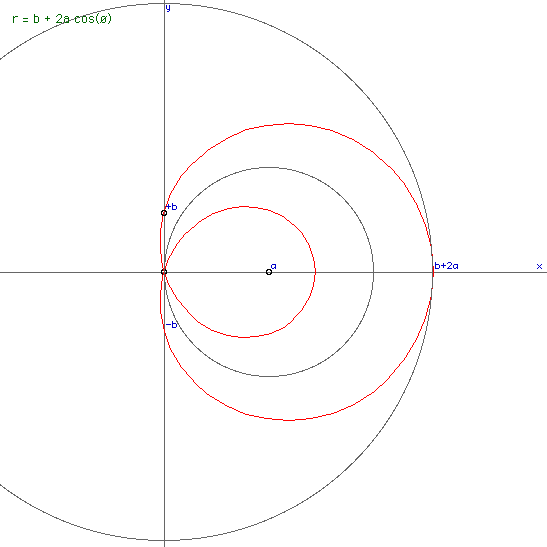 r = b + 2a cos(ø)
y
+b
a
b+2a
x
-b